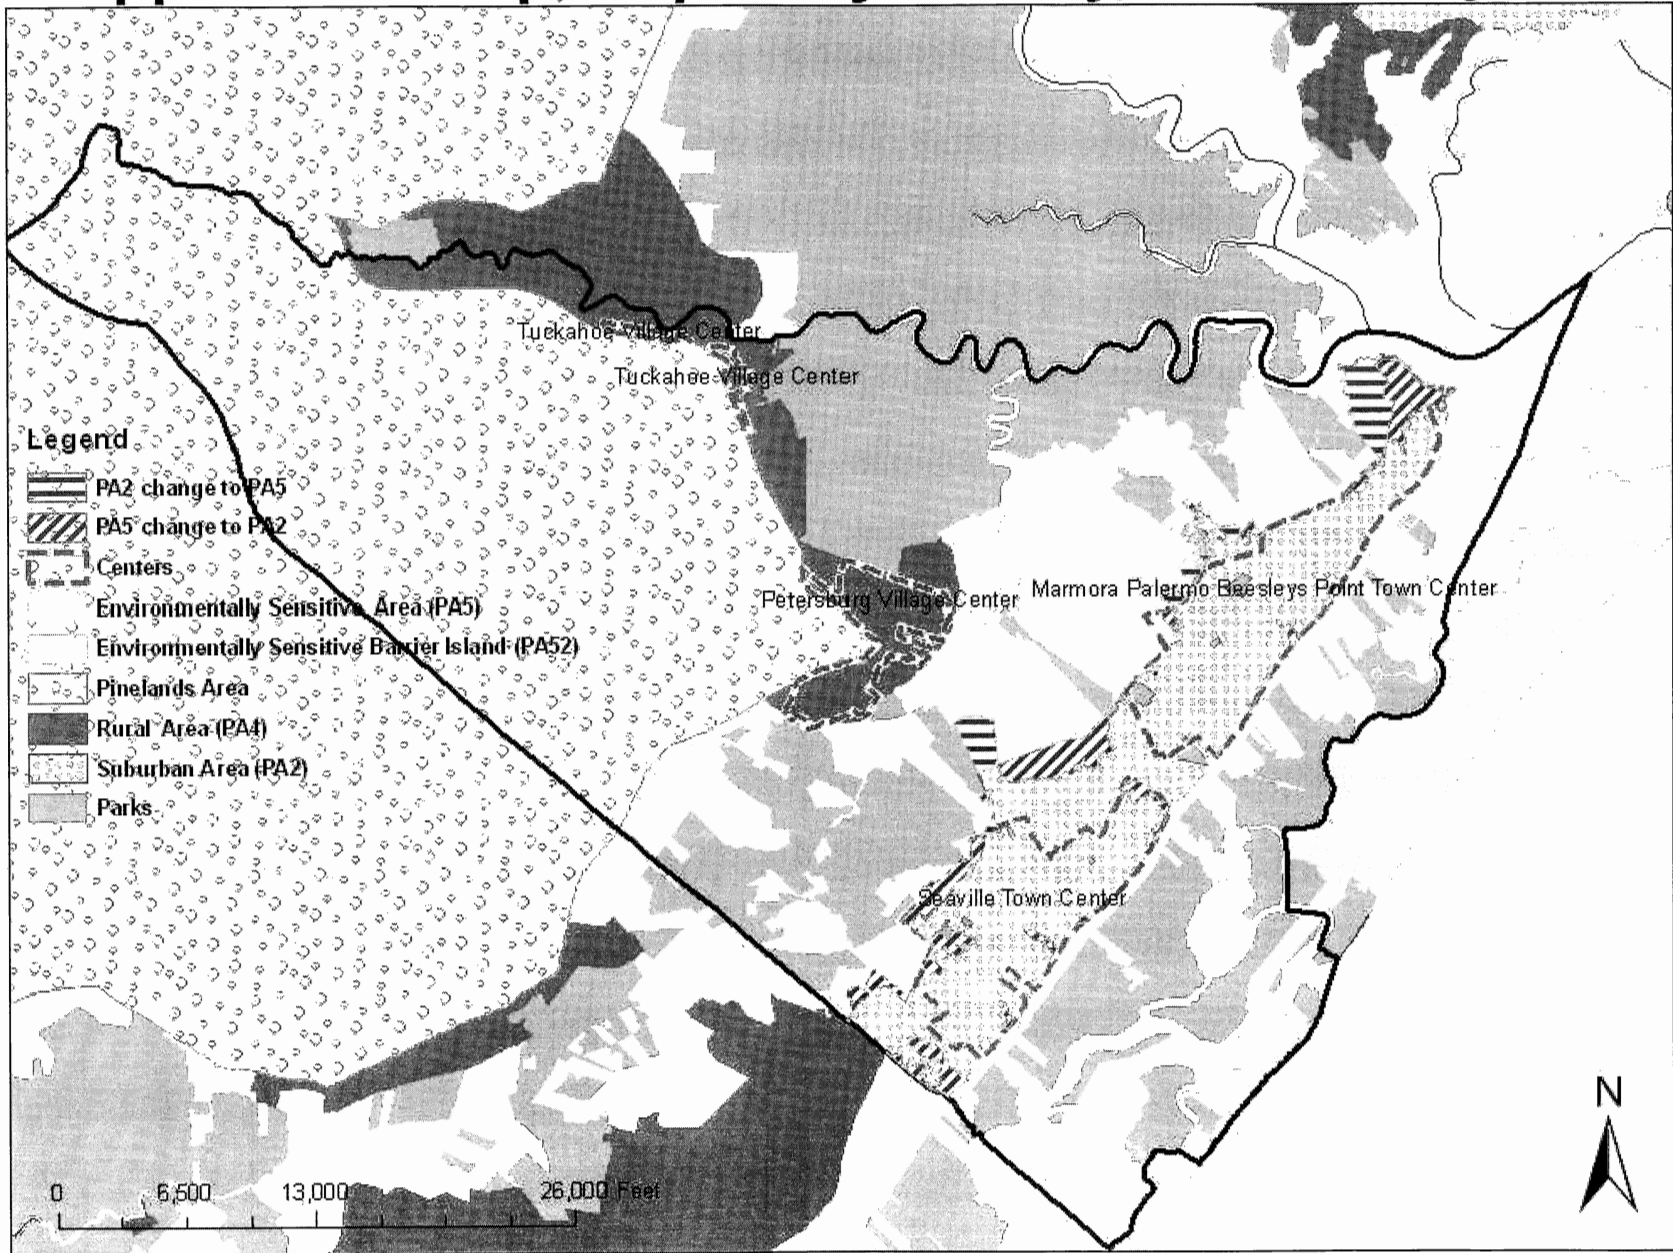 Tuckahoe Village Center
Tuckahoe Village Center
Legend
PA2 change to PA5
PA5 change to PA2
Centers
Environmentally Sensitive Area (PA5)
Environmentally Sensitive Barrier Island (PA52)
Pinelands Area
Rural Area (PA4)
Suburban Area (PA2)
Parks
Petersburg Village Center
Marmora Palermo Beesleys Point Town Center
Seaville Town Center
N
0 6,500 13,000 26,000 Feet